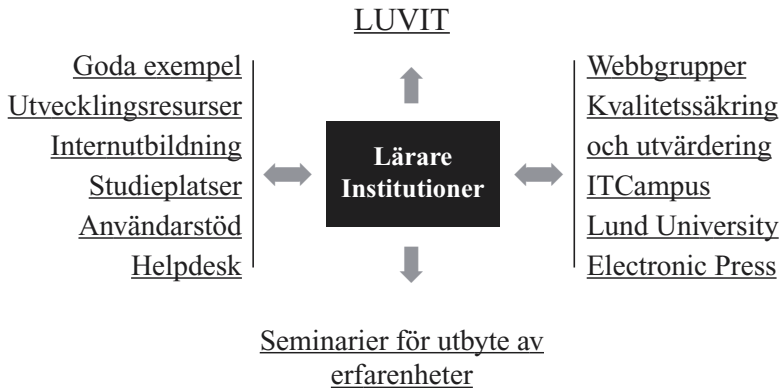 LUVIT
Goda exempel
Utvecklingsresurser
Internutbildning
Studieplatser
Användarstöd
Helpdesk
Lärare
Institutioner
Webbgrupper
Kvalitetssäkring
och utvärdering
ITCampus
Lund University
Electronic Press
Seminarier för utbyte av
erfarenheter